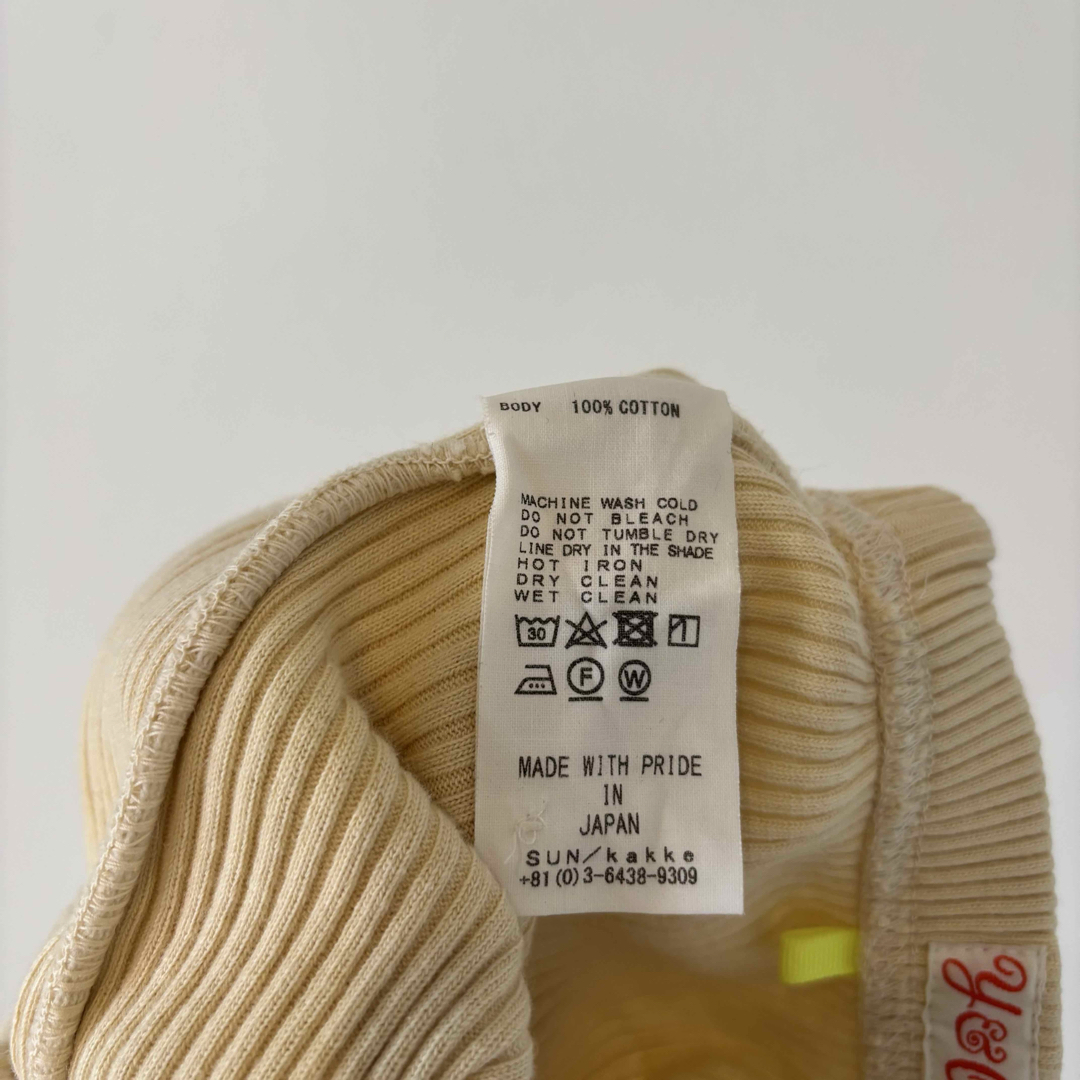 BODY 100% COTTON
MACHINE WASH COLD
DO NOT BLEACH
DO NOT TUMBLE DRY
LINE DRY IN THE SHADE
HOT IRON
DRY CLEAN
WET CLEAN
30
F W
MADE WITH PRIDE
IN
JAPAN
SUN/kakke
+81(0)3-6438-9309